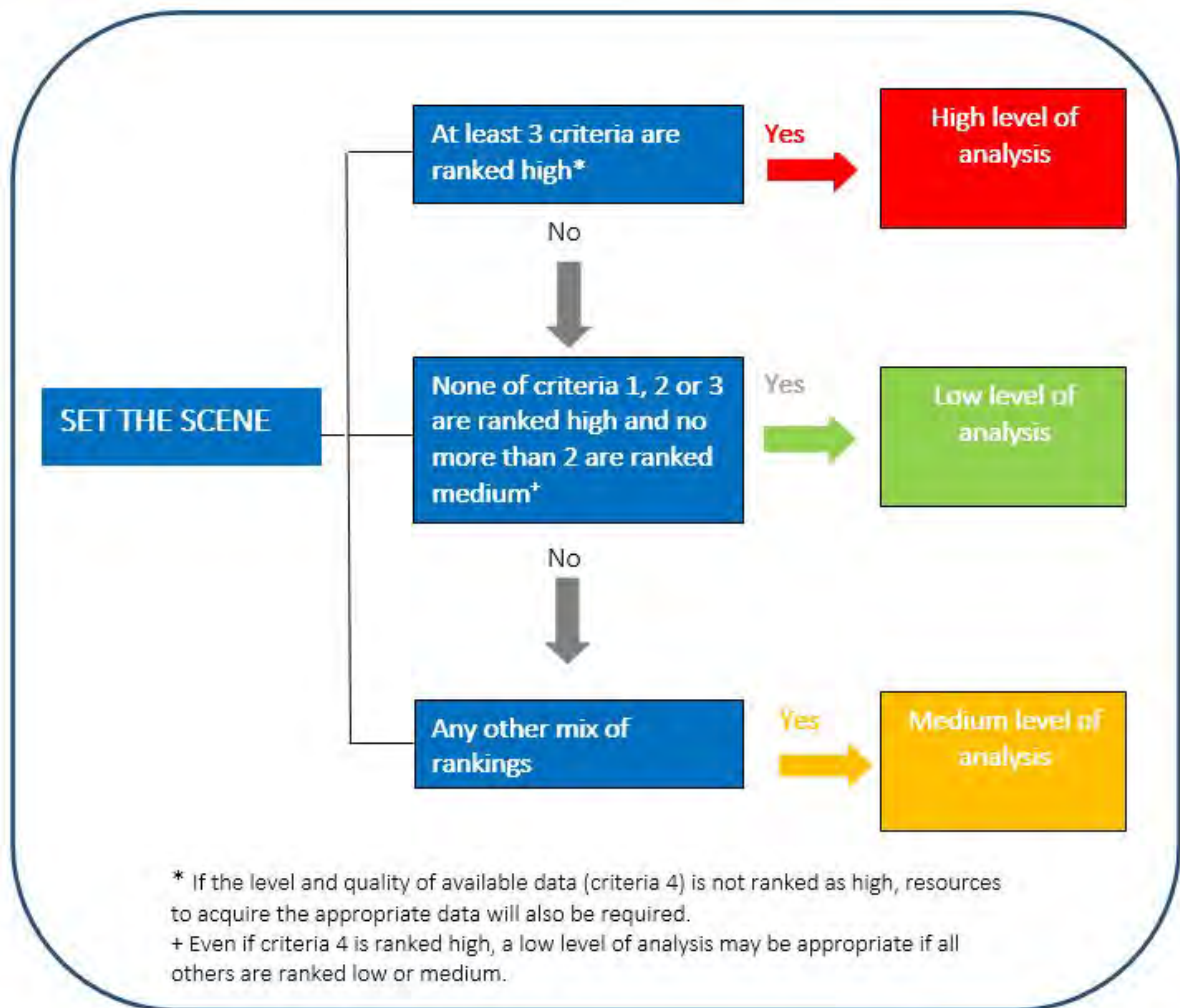 At least 3 criteria are
ranked high*
Yes
High level of
analysis
No
SET THE SCENE
None of criteria 1, 2 or 3
are ranked high and no
more than 2 are ranked
medium+
Yes
Low level of
analysis
No
Any other mix of
rankings
Yes
Medium level of
analysis
* If the level and quality of available data (criteria 4) is not ranked as high, resources
to acquire the appropriate data will also be required.
+ Even if criteria 4 is ranked high, a low level of analysis may be appropriate if all
others are ranked low or medium.